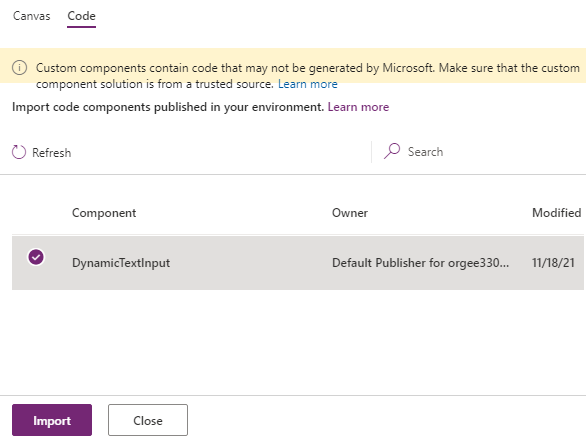 Canvas Code
Custom components contain code that may not be generated by Microsoft. Make sure that the custom
component solution is from a trusted source. Learn more
Import code components published in your environment. Learn more
Refresh Search
Component Owner Modified
DynamicTextInput Default Publisher for orgee330... 11/18/21
Import Close